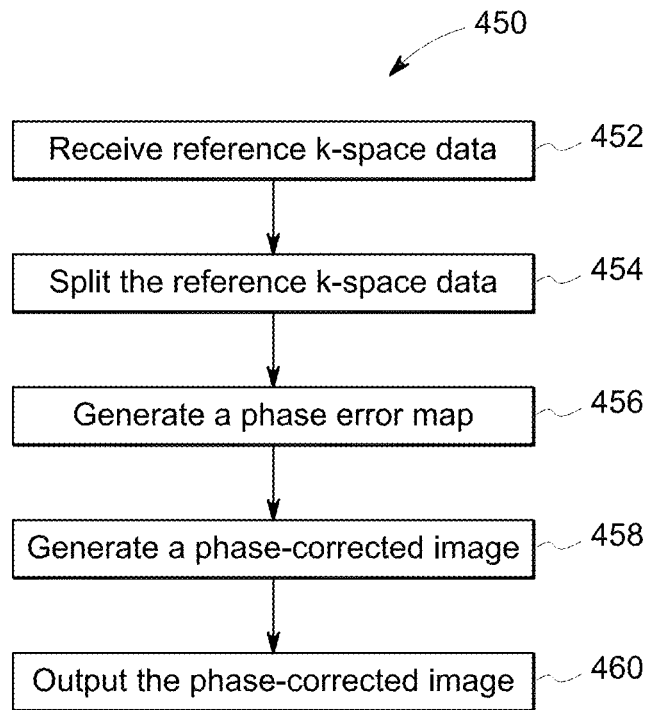 450
Receive reference k-space data 452
Split the reference k-space data 454
Generate a phase error map 456
Generate a phase-corrected image 458
Output the phase-corrected image 460